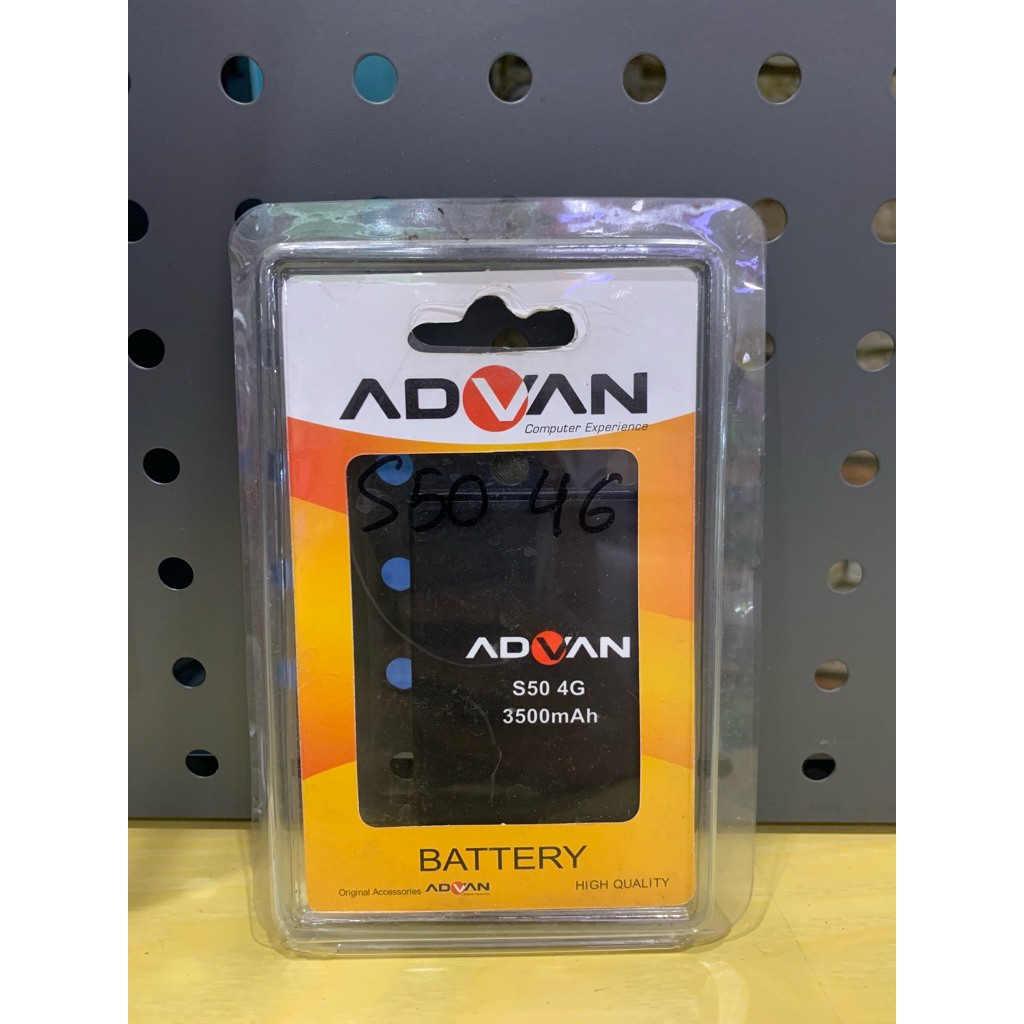 ADVAN
Computer Experience
S50 4G
ADVAN
S50 4G
3500mAh
BATTERY
Original Accessories ADVAN
HIGH QUALITY